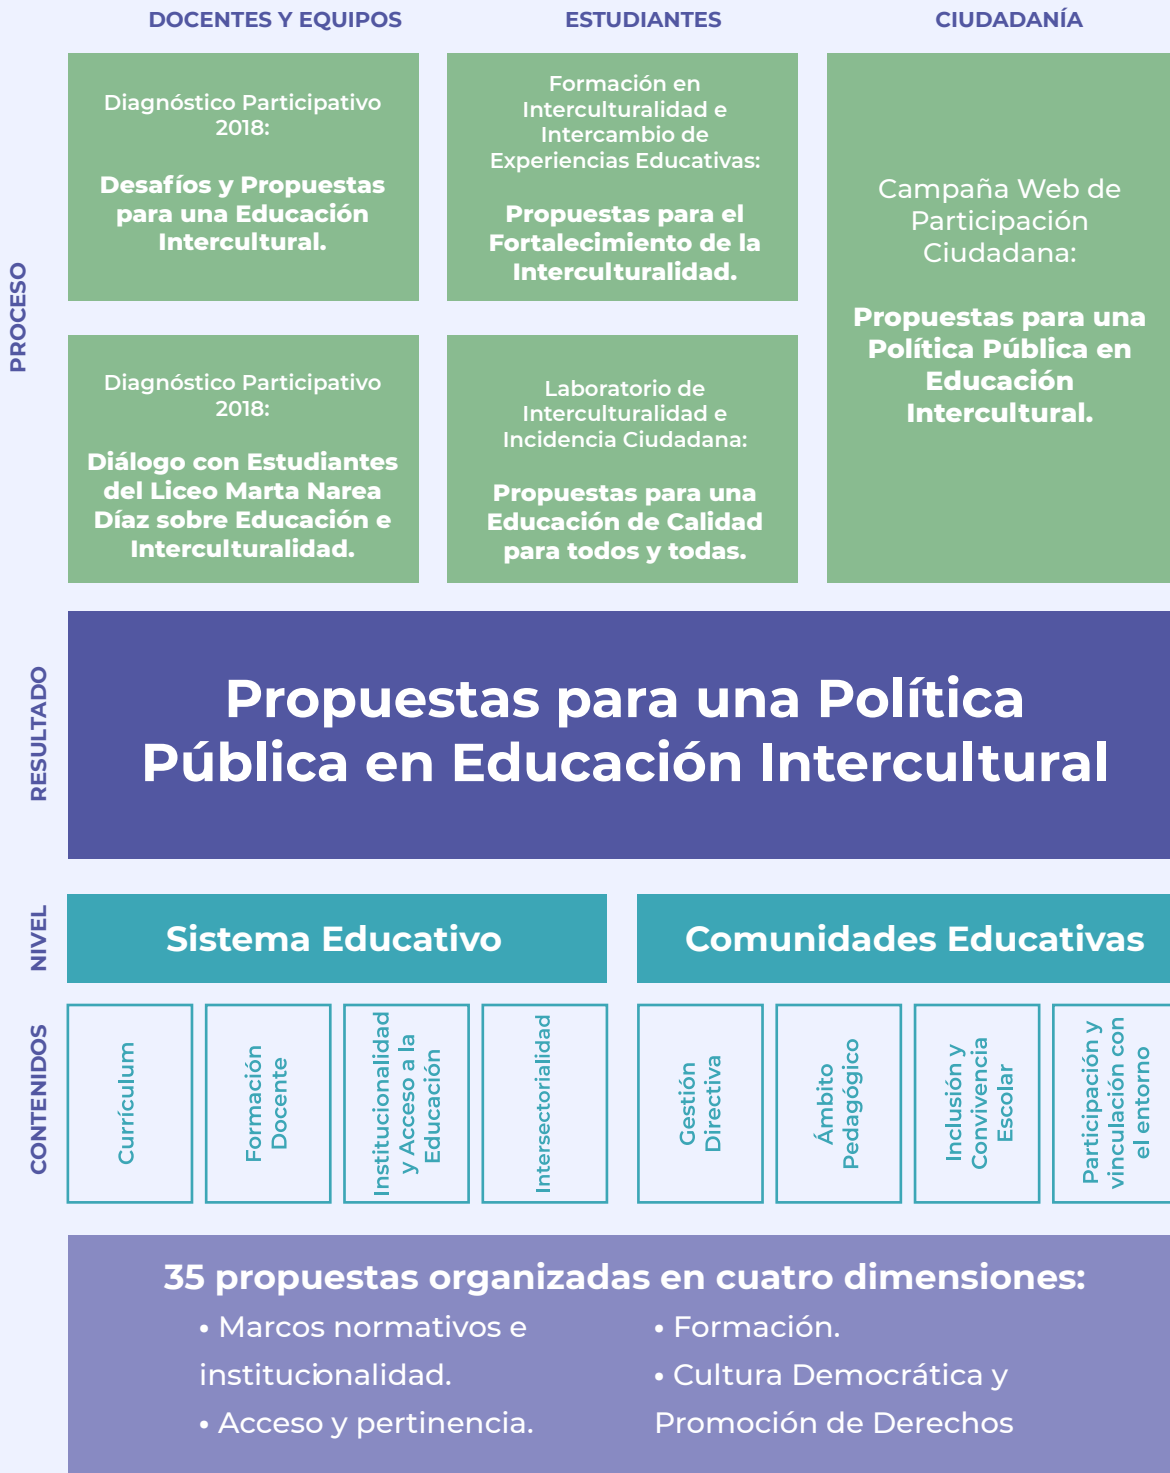 DOCENTES Y EQUIPOS
ESTUDIANTES
CIUDADANÍA
PROCESO
Diagnóstico Participativo
2018:
Desafíos y Propuestas
para una Educación
Intercultural.
Formación en
Interculturalidad e
Intercambio de
Experiencias Educativas:
Propuestas para el
Fortalecimiento de la
Interculturalidad.
Campaña Web de
Participación
Ciudadana:
Propuestas para una
Política Pública en
Educación
Intercultural.
Diagnóstico Participativo
2018:
Diálogo con Estudiantes
del Liceo Marta Narea
Díaz sobre Educación e
Interculturalidad.
Laboratorio de
Interculturalidad e
Incidencia Ciudadana:
Propuestas para una
Educación de Calidad
para todos y todas.
RESULTADO
Propuestas para una Política
Pública en Educación Intercultural
NIVEL
Sistema Educativo
Comunidades Educativas
CONTENIDOS
Currículum
Formación
Docente
Institucionalidad
y Acceso a la
Educación
Intersectorialidad
Gestión
Directiva
Ámbito
Pedagógico
Inclusión y
Convivencia
Escolar
Participación y
vinculación con
el entorno
35 propuestas organizadas en cuatro dimensiones:
• Marcos normativos e
institucionalidad.
• Acceso y pertinencia.
• Formación.
• Cultura Democrática y
Promoción de Derechos